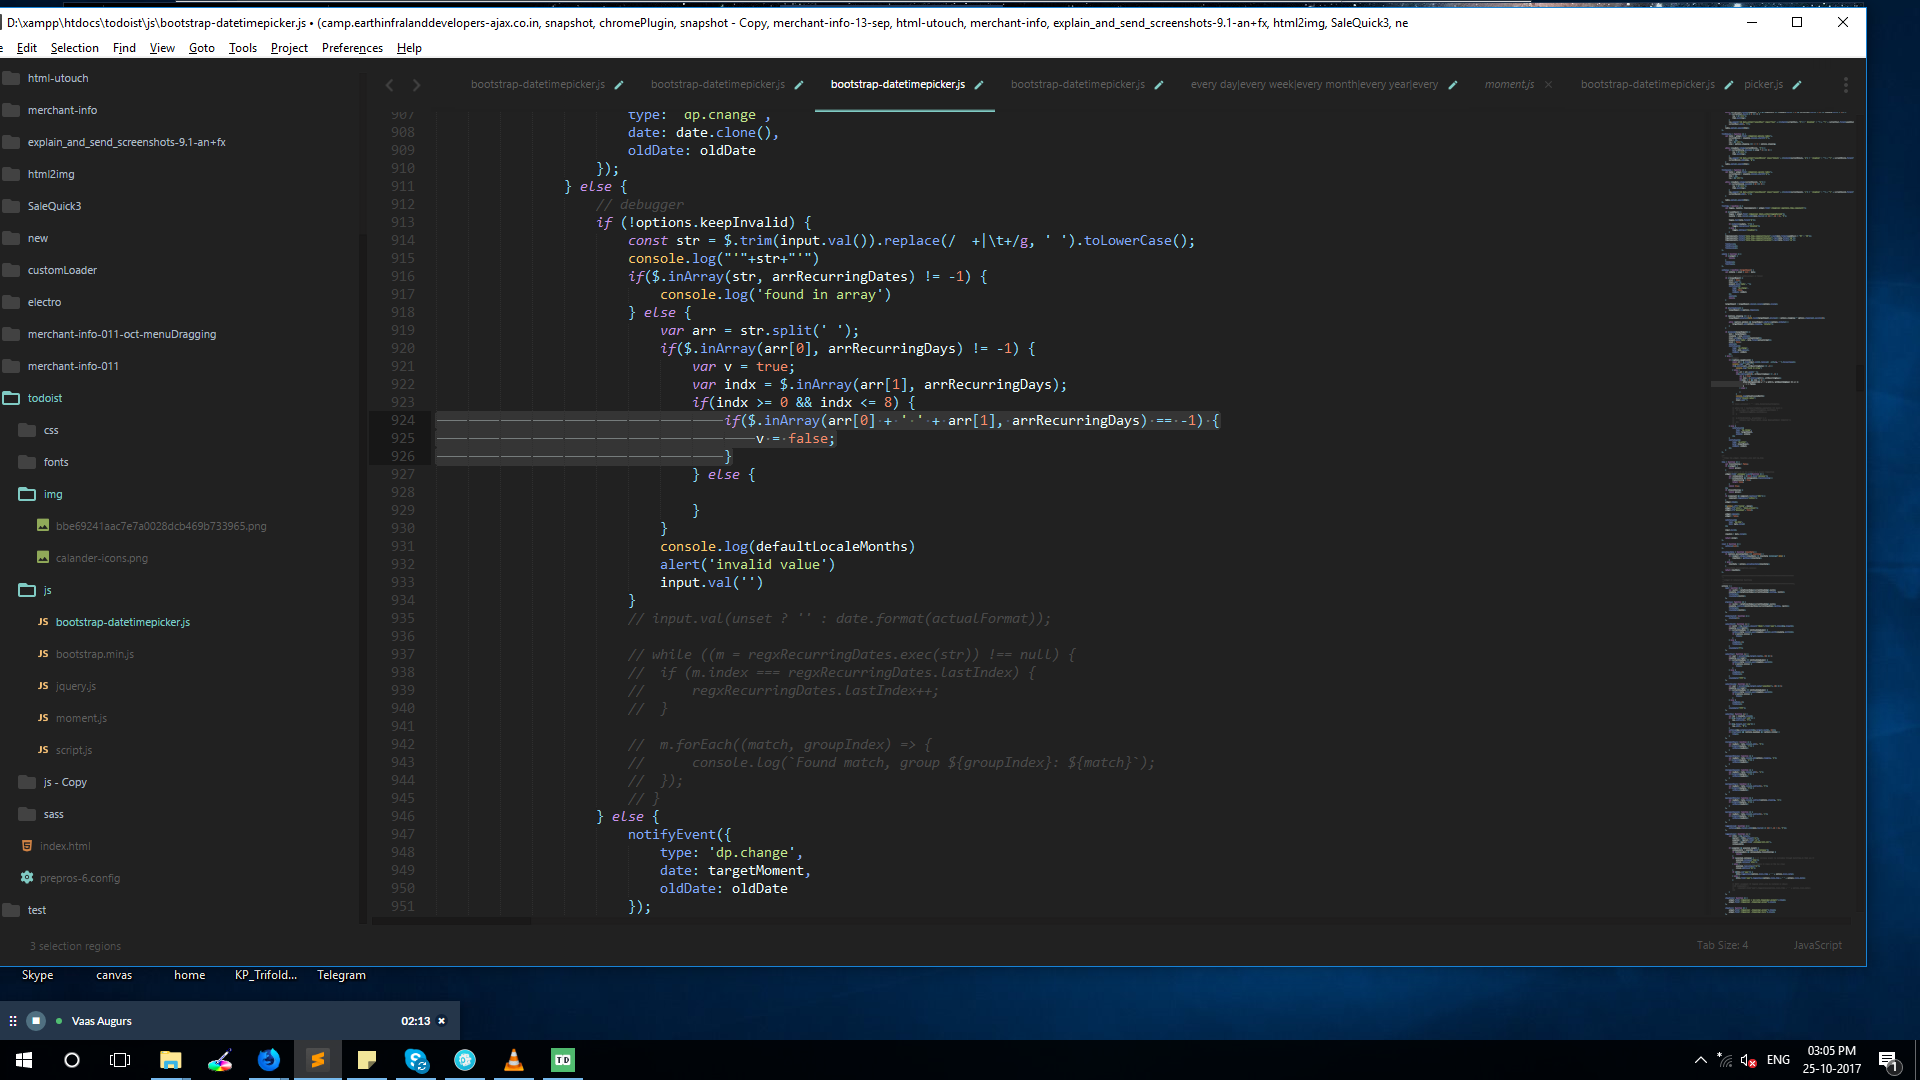 D:\xampp\htdocs\todoist\js\bootstrap-datetimepicker.js • (camp.earthinfralanddevelopers-ajax.co.in, snapshot, chromePlugin, snapshot - Copy, merchant-info-13-sep, html-utouch, merchant-info, explain_and_send_screenshots-9.1-an+fx, html2img, SaleQuick3, ne
e Edit Selection Find View Goto Tools Project Preferences Help
html-utouch
merchant-info
explain_and_send_screenshots-9.1-an+fx
html2img
SaleQuick3
new
customLoader
electro
merchant-info-011-oct-menuDragging
merchant-info-011
todoist
css
fonts
img
bbe69241aac7e7a0028dcb469b733965.png
calander-icons.png
js
JS bootstrap-datetimepicker.js
JS bootstrap.min.js
JS jquery.js
JS moment.js
JS script.js
js - Copy
sass
index.html
prepros-6.config
test
bootstrap-datetimepicker.js bootstrap-datetimepicker.js bootstrap-datetimepicker.js bootstrap-datetimepicker.js every day|every week|every month|every year|every moment.js bootstrap-datetimepicker.js picker.js
907 type: 'dp.change',
908 date: date.clone(),
909 oldDate: oldDate
910 });
911 } else {
912 // debugger
913 if (!options.keepInvalid) {
914 const str = $.trim(input.val()).replace(/  +|\t+/g, ' ').toLowerCase();
915 console.log("'"+str+"'")
916 if($.inArray(str, arrRecurringDates) != -1) {
917 console.log('found in array')
918 } else {
919 var arr = str.split(' ');
920 if($.inArray(arr[0], arrRecurringDays) != -1) {
921 var v = true;
922 var indx = $.inArray(arr[1], arrRecurringDays);
923 if(indx >= 0 && indx <= 8) {
924 if($.inArray(arr[0] + ' ' + arr[1], arrRecurringDays) == -1) {
925 v = false;
926 }
927 } else {
928
929 }
930 }
931 console.log(defaultLocaleMonths)
932 alert('invalid value')
933 input.val('')
934 }
935 // input.val(unset ? '' : date.format(actualFormat));
936
937 // while ((m = regxRecurringDates.exec(str)) !== null) {
938 // if (m.index === regxRecurringDates.lastIndex) {
939 // regxRecurringDates.lastIndex++;
940 // }
941
942 // m.forEach((match, groupIndex) => {
943 // console.log(`Found match, group ${groupIndex}: ${match}`);
944 // });
945 // }
946 } else {
947 notifyEvent({
948 type: 'dp.change',
949 date: targetMoment,
950 oldDate: oldDate
951 });
3 selection regions Tab Size: 4 JavaScript
Skype canvas home KP_Trifold... Telegram
Vaas Augurs 02:13
TD
ENG 03:05 PM
25-10-2017
1